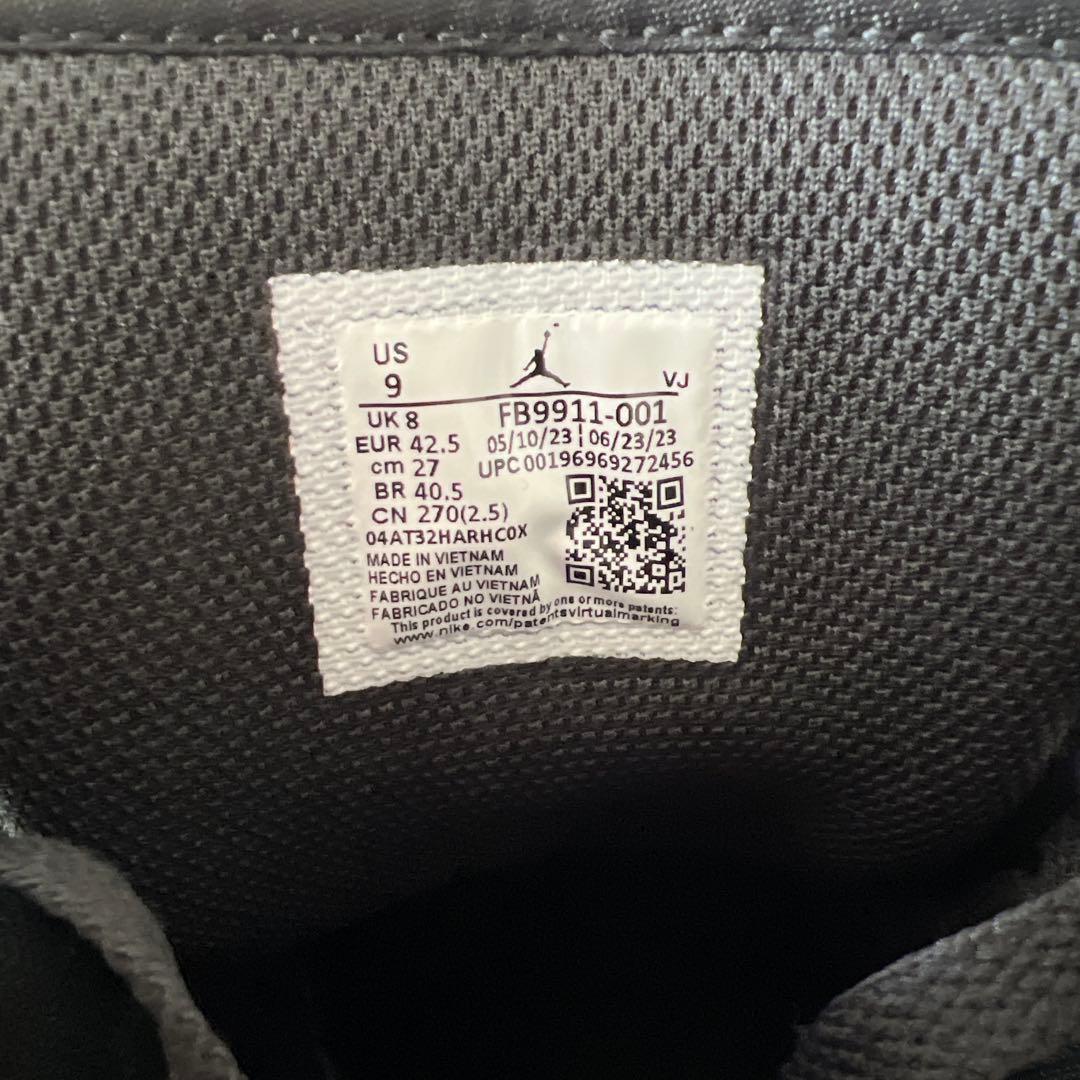 US
9
VJ
UK 8
FB9911-001
EUR 42.5
05/10/23 | 06/23/23
cm 27
UPC 00196969272456
BR 40.5
CN 270(2.5)
04AT32HARHC0X
MADE IN VIETNAM
HECHO EN VIETNAM
FABRIQUE AU VIETNAM
FABRICADO NO VIETNÃ
This product is covered by one or more patents:
www.nike.com/patentsvirtualmarking